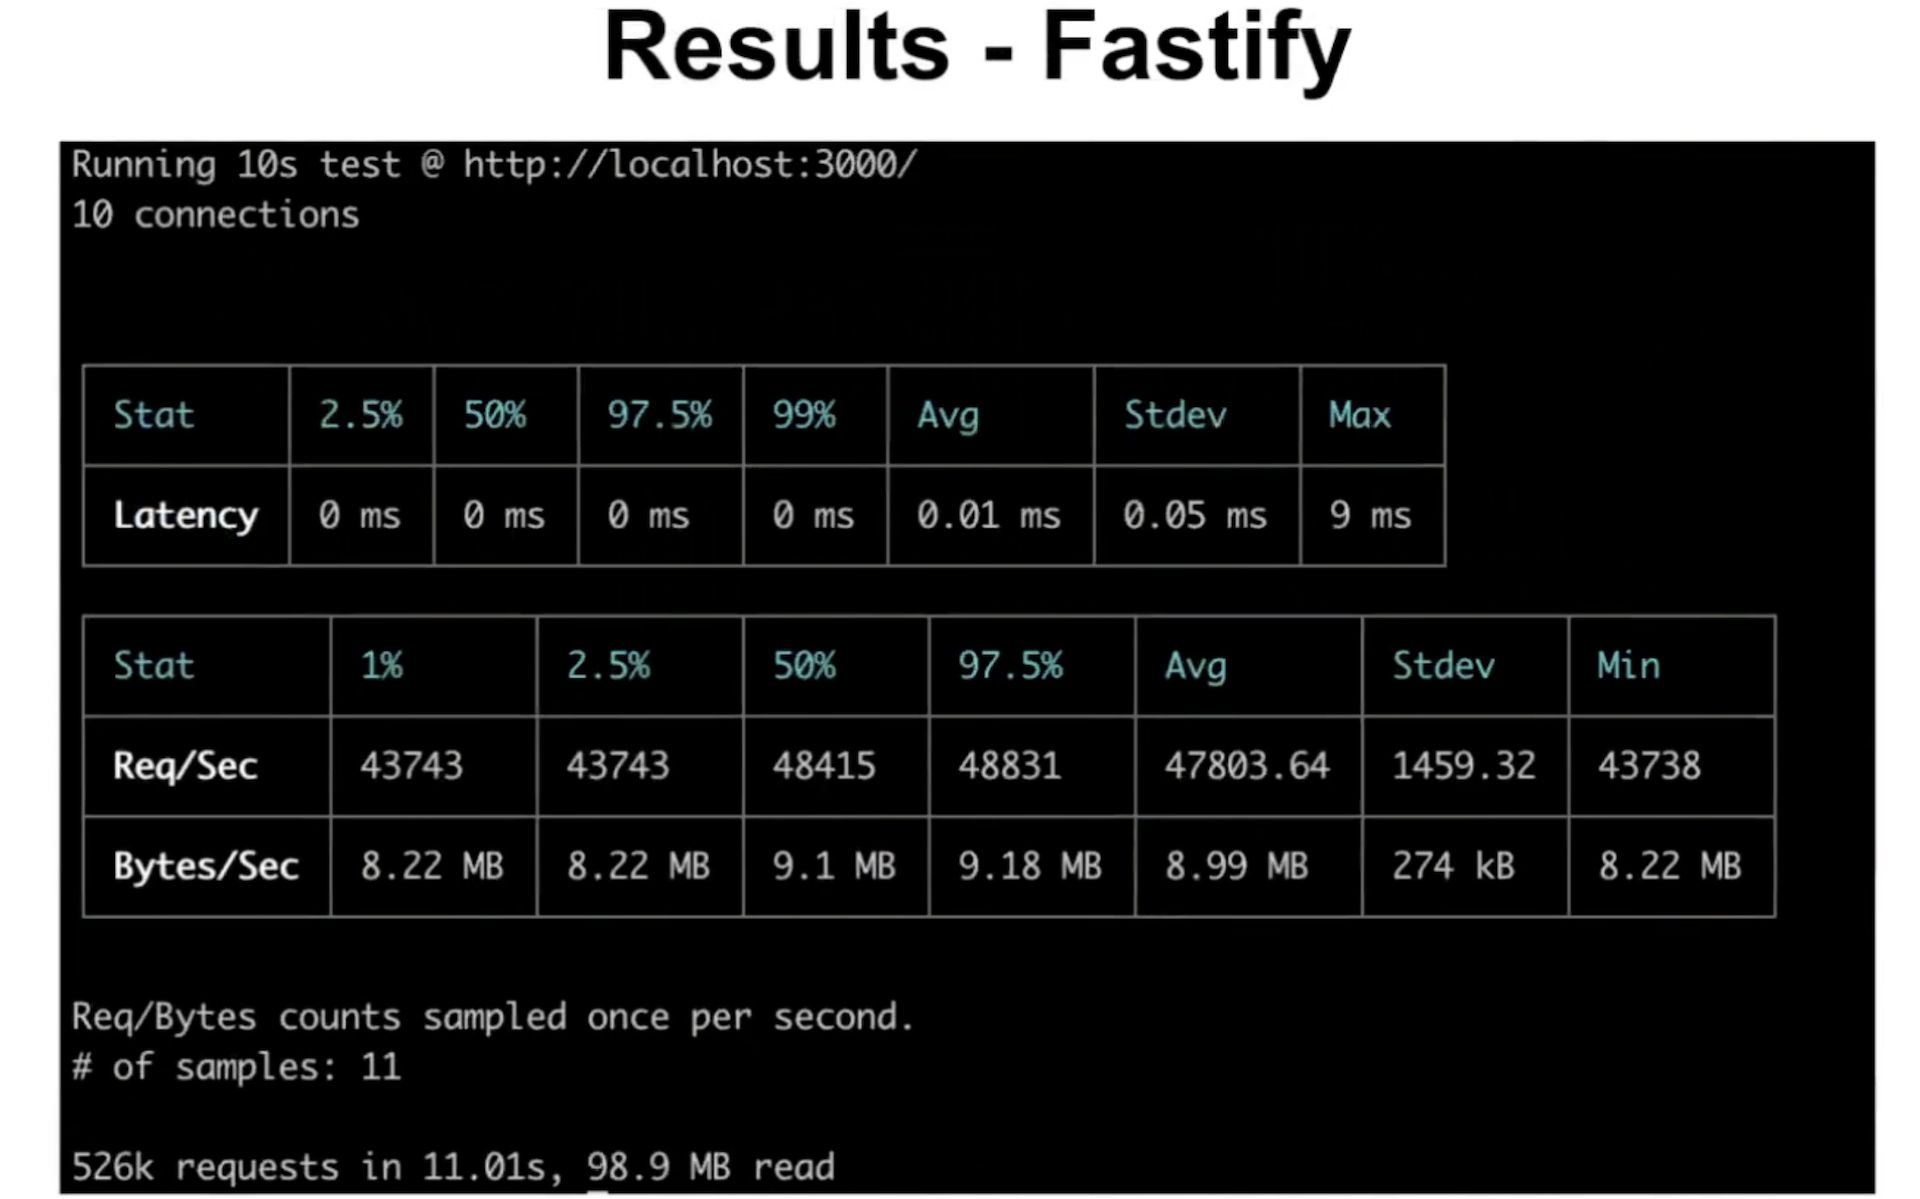 Results - Fastify
Running 10s test @ http://localhost:3000/
10 connections
Stat 2.5% 50% 97.5% 99% Avg Stdev Max
Latency 0 ms 0 ms 0 ms 0 ms 0.01 ms 0.05 ms 9 ms
Stat 1% 2.5% 50% 97.5% Avg Stdev Min
Req/Sec 43743 43743 48415 48831 47803.64 1459.32 43738
Bytes/Sec 8.22 MB 8.22 MB 9.1 MB 9.18 MB 8.99 MB 274 kB 8.22 MB
Req/Bytes counts sampled once per second.
# of samples: 11
526k requests in 11.01s, 98.9 MB read